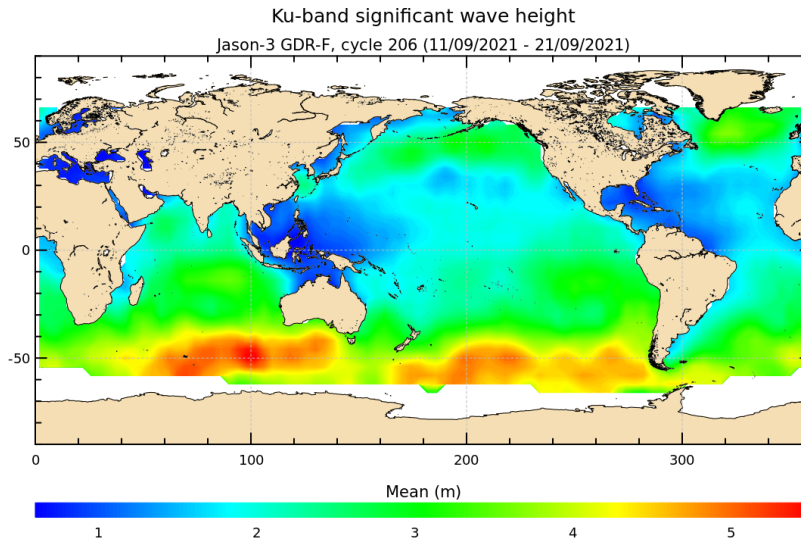 Ku-band significant wave height
Jason-3 GDR-F, cycle 206 (11/09/2021 - 21/09/2021)
50
0
-50
0 100 200 300
Mean (m)
1 2 3 4 5